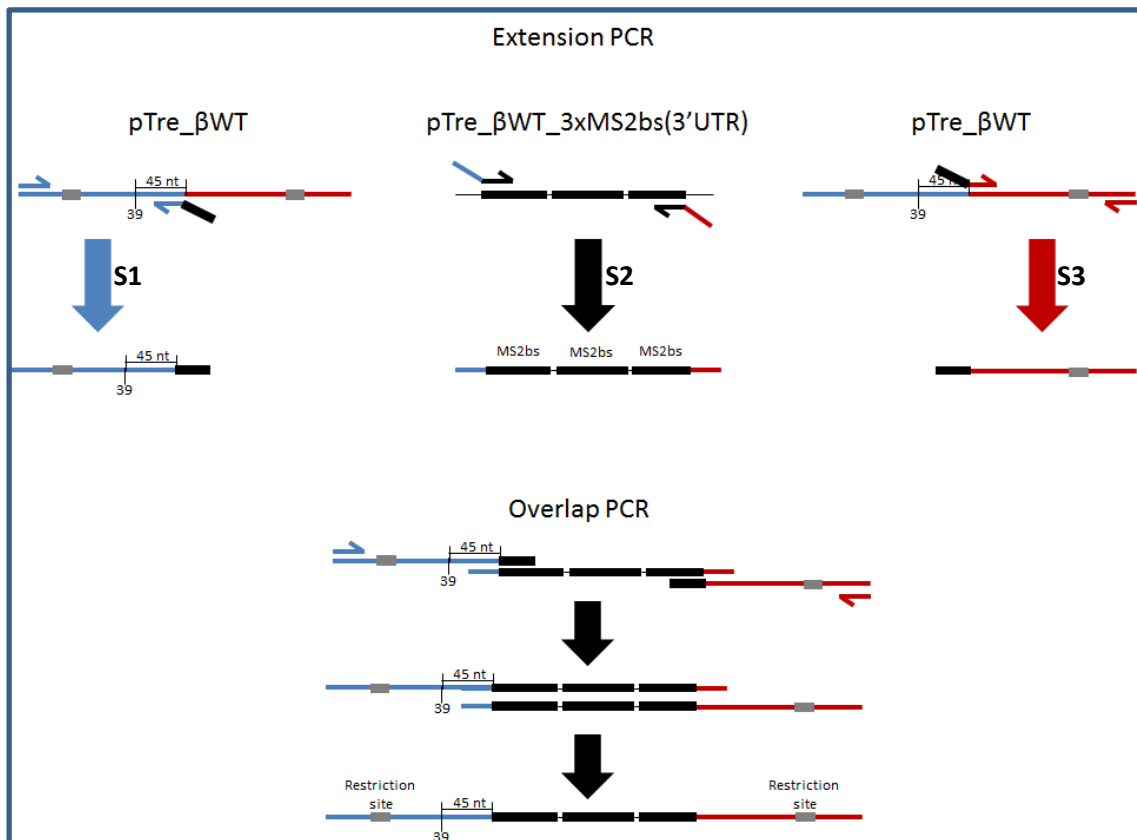 Extension PCR
pTre_βWT
pTre_βWT_3xMS2bs(3'UTR)
pTre_βWT
45 nt
39
45 nt
39
S1
S2
S3
45 nt
39
MS2bs
MS2bs
MS2bs
Overlap PCR
45 nt
39
45 nt
39
Restriction
site
45 nt
39
Restriction
site